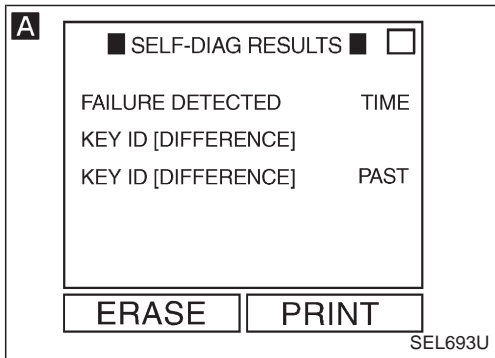 A
SELF-DIAG RESULTS
FAILURE DETECTED TIME
KEY ID [DIFFERENCE]
KEY ID [DIFFERENCE] PAST
ERASE PRINT
SEL693U